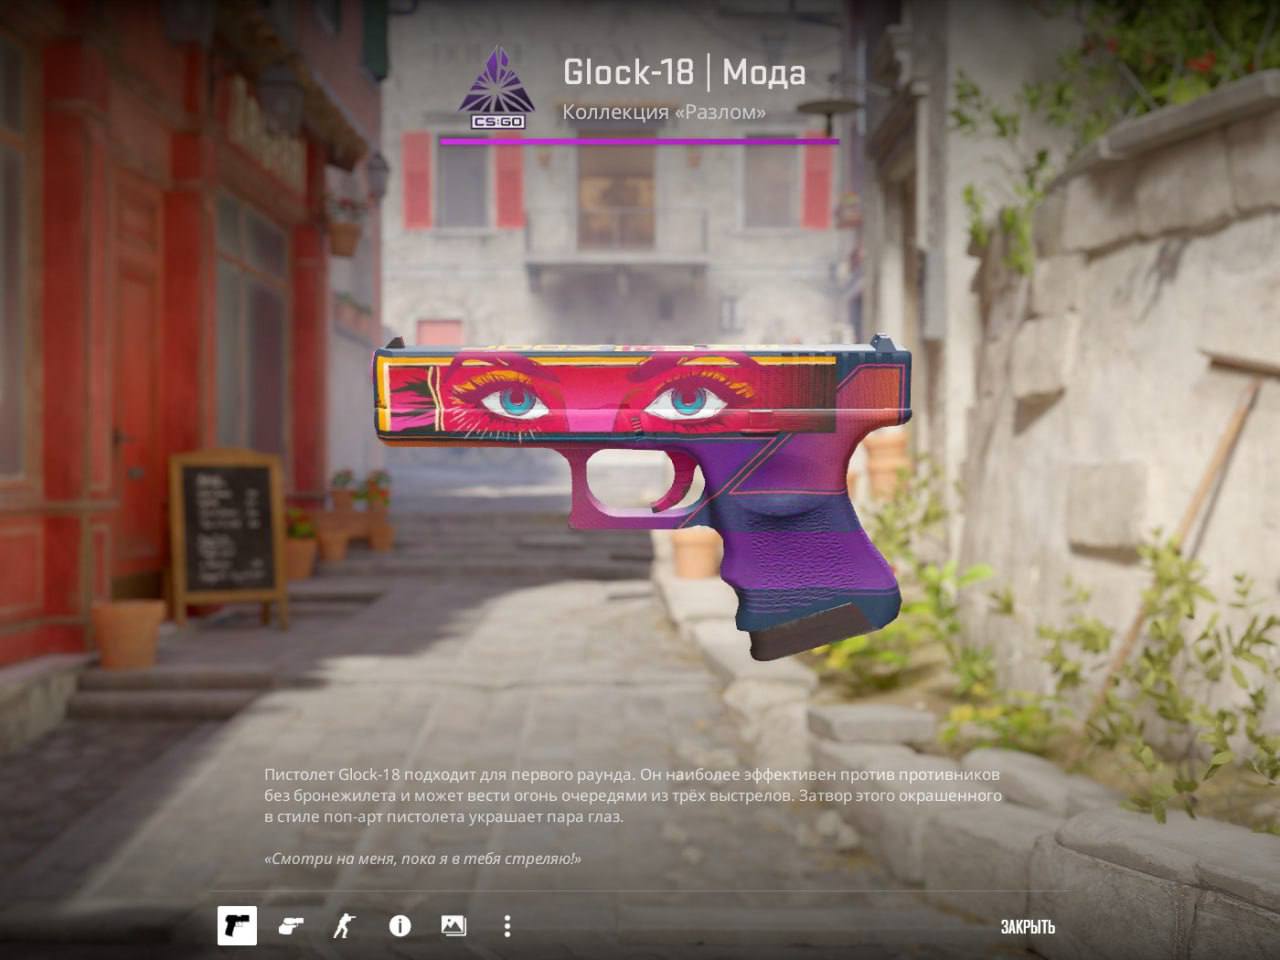 Glock-18 | Мода
Коллекция «Разлом»
CS:GO
Пистолет Glock-18 подходит для первого раунда. Он наиболее эффективен против противников
без бронежилета и может вести огонь очередями из трёх выстрелов. Затвор этого окрашенного
в стиле поп-арт пистолета украшает пара глаз.
«Смотри на меня, пока я в тебя стреляю!»
ЗАКРЫТЬ